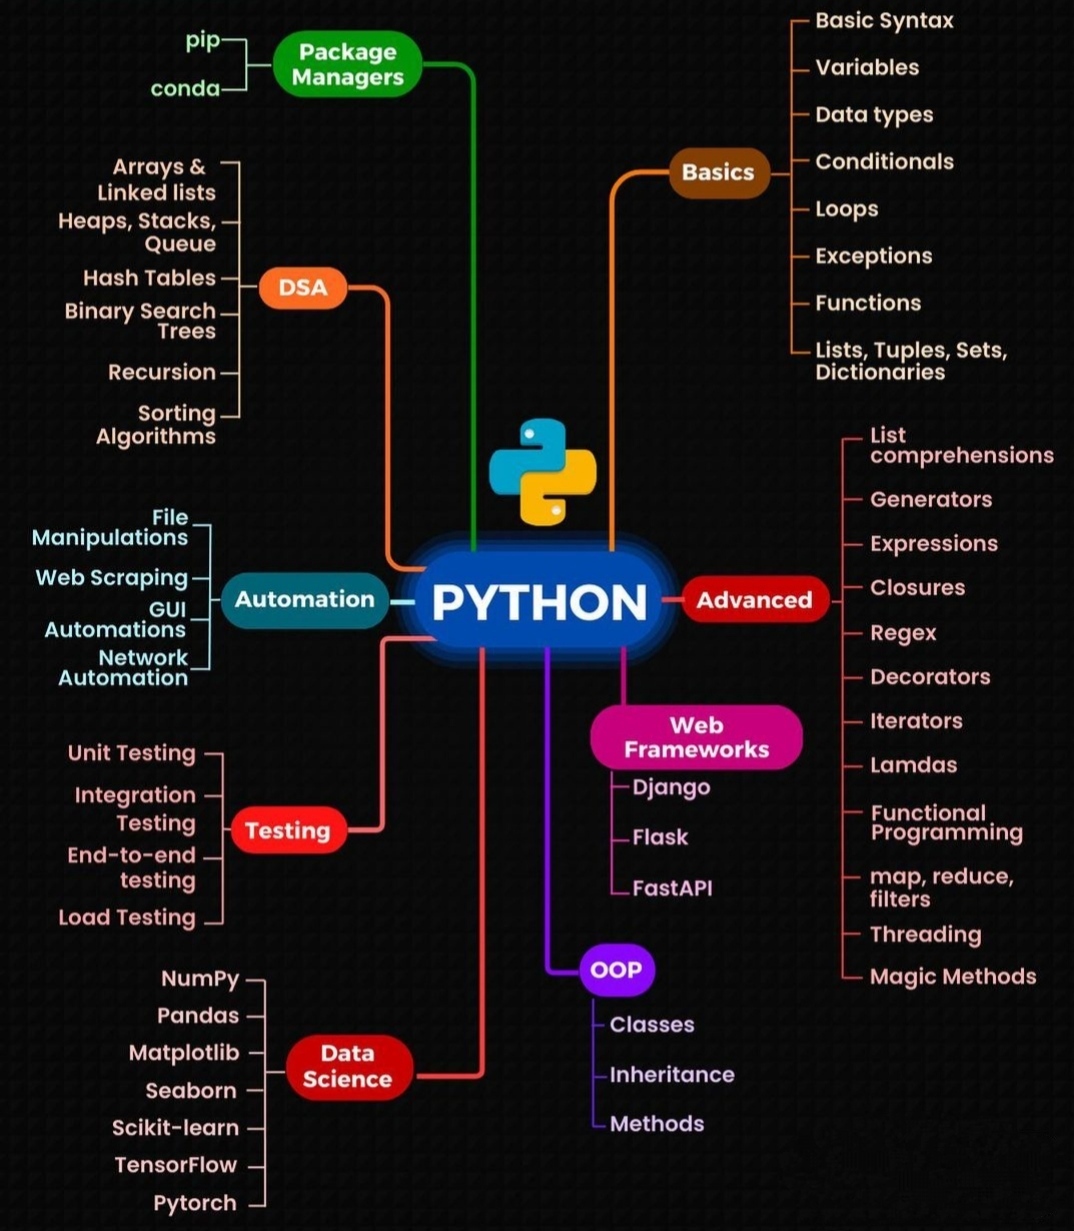 Package
Managers
pip
conda
DSA
Arrays &
Linked lists
Heaps, Stacks,
Queue
Hash Tables
Binary Search
Trees
Recursion
Sorting
Algorithms
Automation
File
Manipulations
Web Scraping
GUI
Automations
Network
Automation
Testing
Unit Testing
Integration
Testing
End-to-end
testing
Load Testing
Data
Science
NumPy
Pandas
Matplotlib
Seaborn
Scikit-learn
TensorFlow
Pytorch
PYTHON
Basics
Basic Syntax
Variables
Data types
Conditionals
Loops
Exceptions
Functions
Lists, Tuples, Sets,
Dictionaries
Advanced
List
comprehensions
Generators
Expressions
Closures
Regex
Decorators
Iterators
Lamdas
Functional
Programming
map, reduce,
filters
Threading
Magic Methods
Web
Frameworks
Django
Flask
FastAPI
OOP
Classes
Inheritance
Methods